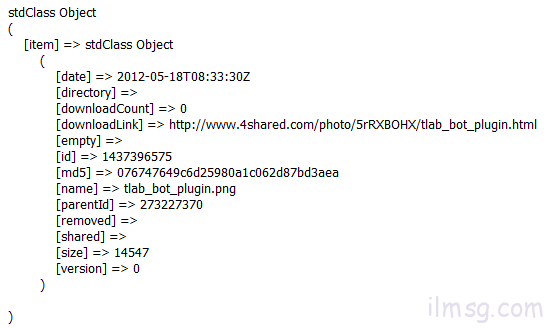 stdClass Object
(
[item] => stdClass Object
(
[date] => 2012-05-18T08:33:30Z
[directory] =>
[downloadCount] => 0
[downloadLink] => http://www.4shared.com/photo/5rRXBOHX/tlab_bot_plugin.html
[empty] =>
[id] => 1437396575
[md5] => 076747649c6d25980a1c062d87bd3aea
[name] => tlab_bot_plugin.png
[parentId] => 273227370
[removed] =>
[shared] =>
[size] => 14547
[version] => 0
)
)
ilmsg.com